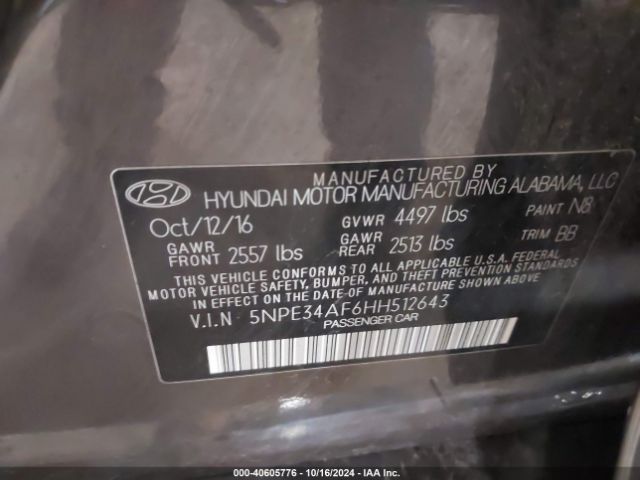 MANUFACTURED BY
HYUNDAI MOTOR MANUFACTURING ALABAMA, LLC
Oct/12/16 GVWR 4497 lbs PAINT N8
GAWR FRONT 2557 lbs GAWR REAR 2513 lbs TRIM BB
THIS VEHICLE CONFORMS TO ALL APPLICABLE U.S.A. FEDERAL
MOTOR VEHICLE SAFETY, BUMPER, AND THEFT PREVENTION
STANDARDS IN EFFECT ON THE DATE OF MANUFACTURE SHOWN ABOVE
V.I.N 5NPE34AF6HH512643
PASSENGER CAR
000-40605776 - 10/16/2024 - IAA Inc.